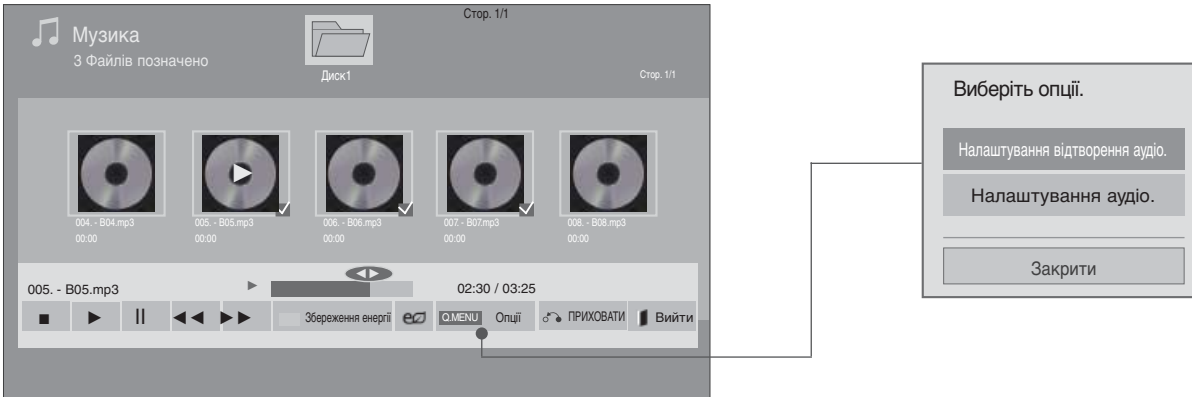 Стор. 1/1
Музика
3 Файлів позначено
Диск1
Стор. 1/1
004. - B04.mp3
00:00
005. - B05.mp3
00:00
006. - B06.mp3
00:00
007. - B07.mp3
00:00
008. - B08.mp3
00:00
005. - B05.mp3
02:30 / 03:25
Збереження енергії
Q.MENU Опції
ПРИХОВАТИ
Вийти
Виберіть опції.
Налаштування відтворення аудіо.
Налаштування аудіо.
Закрити